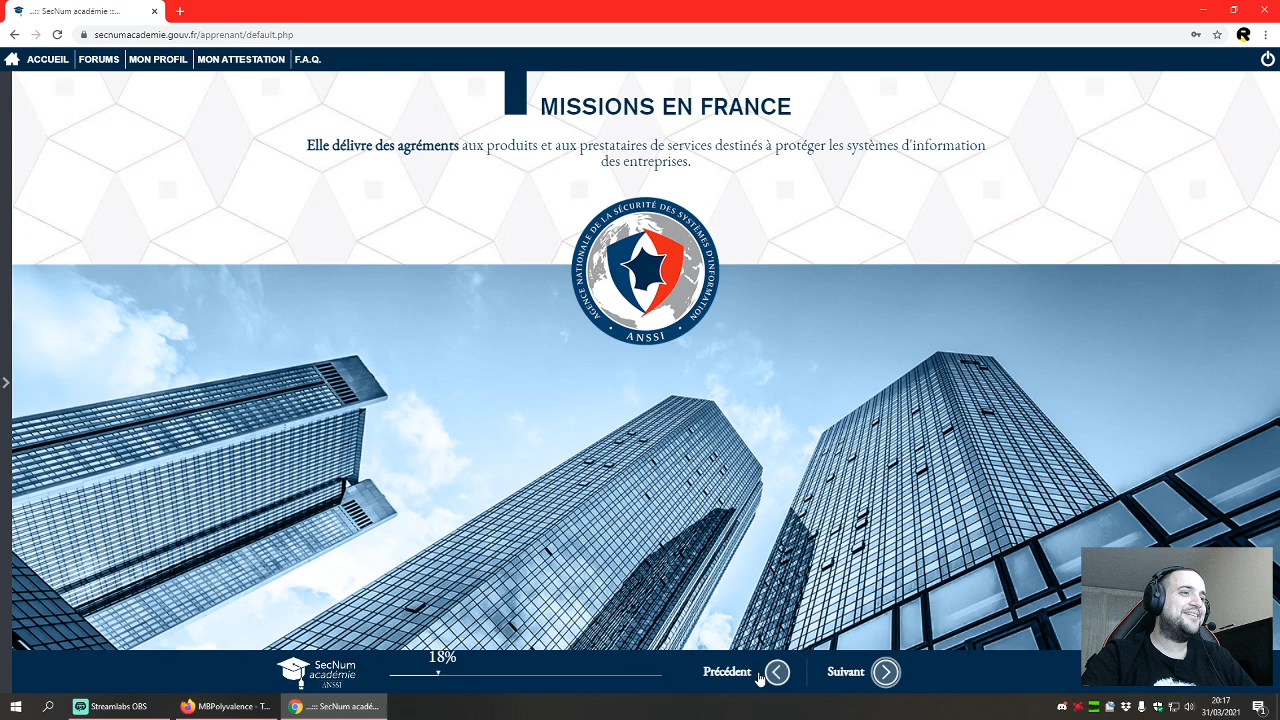 ..:: SecNum académie ::..
secnumacademie.gouv.fr/apprenant/default.php
ACCUEIL FORUMS MON PROFIL MON ATTESTATION F.A.Q.
MISSIONS EN FRANCE
Elle délivre des agréments aux produits et aux prestataires de services destinés à protéger les systèmes d'information
des entreprises.
AGENCE NATIONALE DE LA SÉCURITÉ DES SYSTÈMES D'INFORMATION
ANSSI
18%
SecNum
académie
ANSSI
Précédent
Suivant
Streamlabs OBS
MBPolyvalence - T...
..:: SecNum acadé...
20:17
31/03/2021